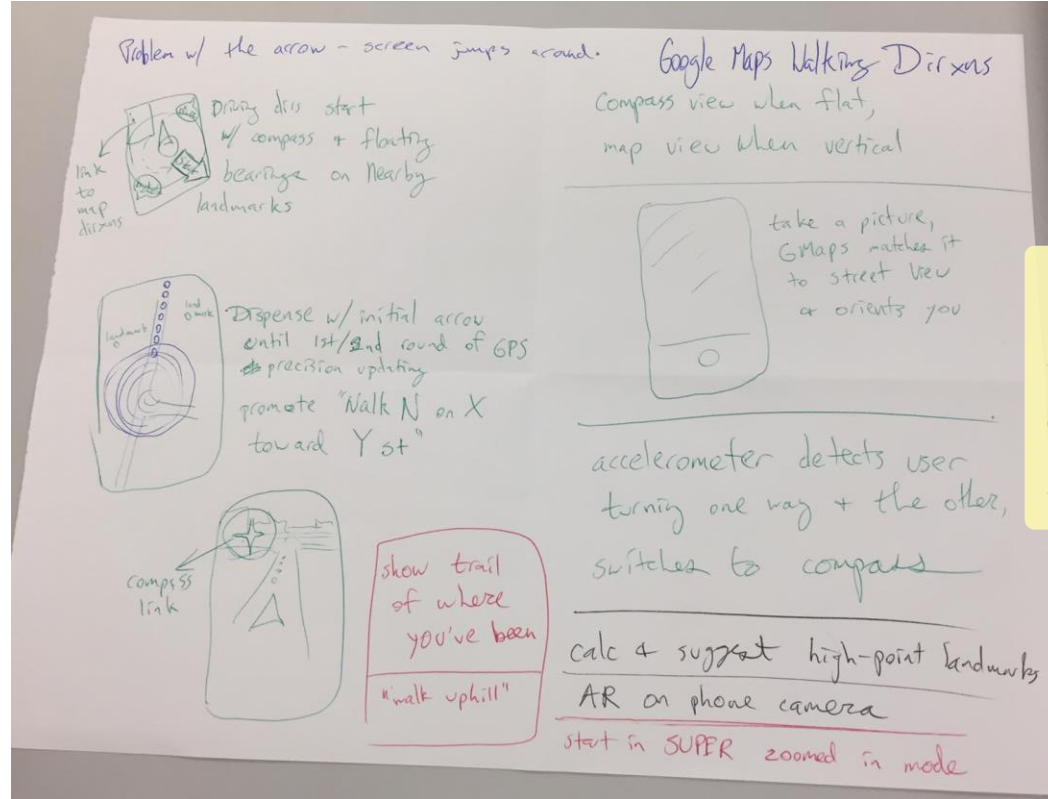 Problem w/ the arrow - screen jumps around.
Google Maps Walking Dirxns
Driving dirs start
w/ compass + floating
bearings on Nearby
landmarks
link
to
map
dirxns
land
mark
landmark
Dispense w/ initial arrow
until 1st/2nd round of GPS
precision updating
promote "Walk N on X
toward Y st"
compass
link
show trail
of where
you've been
"walk uphill"
Compass view when flat,
map view when vertical
take a picture,
GMaps matches it
to street view
& orients you
accelerometer detects user
turning one way + the other,
switches to compass
calc & suggest high-point landmarks
AR on phone camera
start in SUPER zoomed in mode